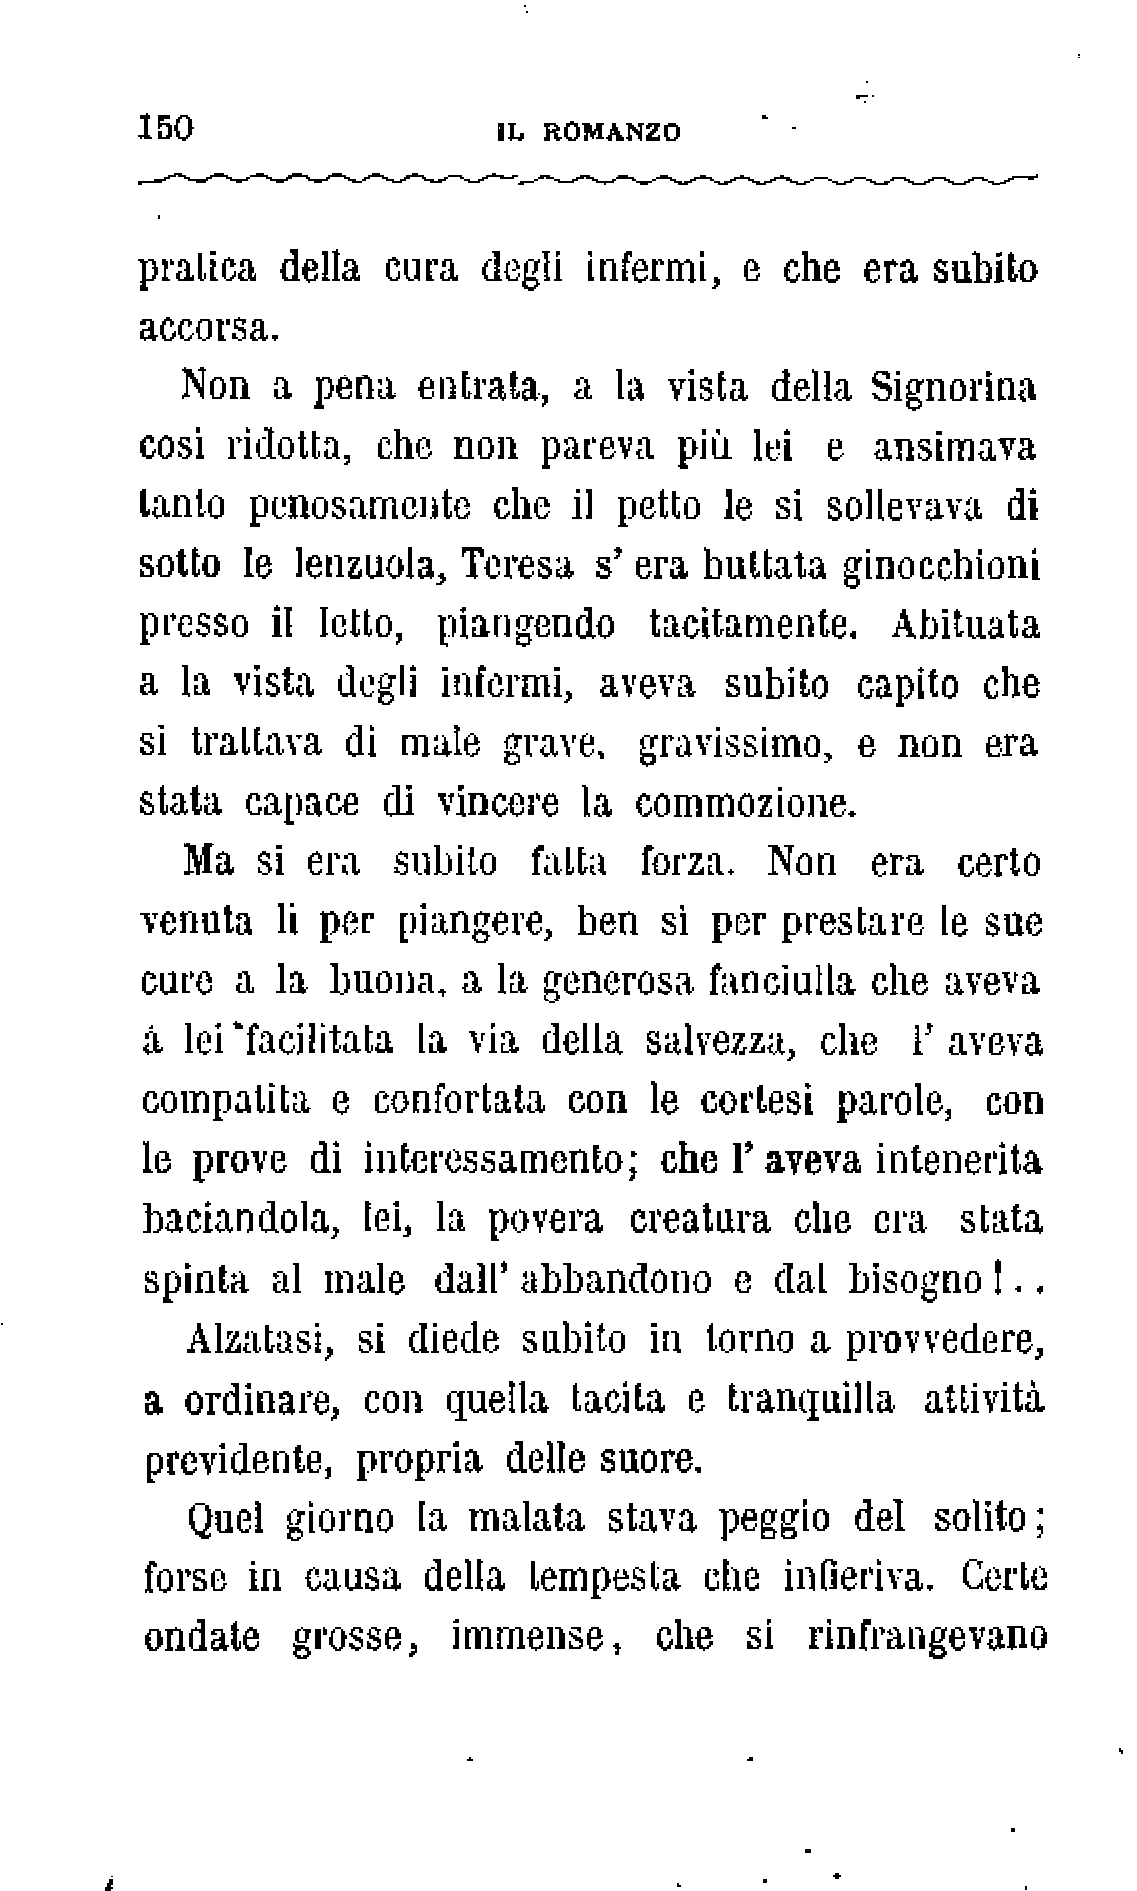 150 IL ROMANZO
pratica della cura degli infermi, e che era subito
accorsa.
Non a pena entrata, a la vista della Signorina
cosi ridotta, che non pareva più lei e ansimava
tanto penosamente che il petto le si sollevava di
sotto le lenzuola, Teresa s' era buttata ginocchioni
presso il letto, piangendo tacitamente. Abituata
a la vista degli infermi, aveva subito capito che
si trattava di male grave, gravissimo, e non era
stata capace di vincere la commozione.
Ma si era subito fatta forza. Non era certo
venuta li per piangere, ben si per prestare le sue
cure a la buona, a la generosa fanciulla che aveva
a lei facilitata la via della salvezza, che l' aveva
compatita e confortata con le cortesi parole, con
le prove di interessamento; che l' aveva intenerita
baciandola, lei, la povera creatura che era stata
spinta al male dall' abbandono e dal bisogno!..
Alzatasi, si diede subito in torno a provvedere,
a ordinare, con quella tacita e tranquilla attività
previdente, propria delle suore.
Quel giorno la malata stava peggio del solito;
forse in causa della tempesta che infieriva. Certe
ondate grosse, immense, che si rinfrangevano